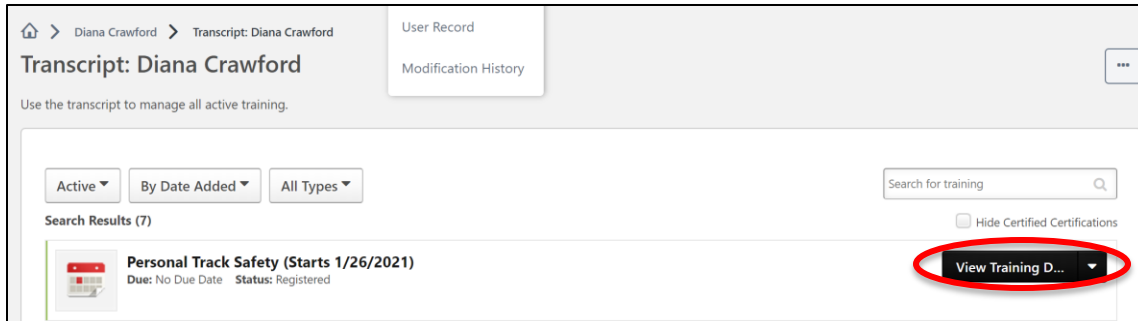 Diana Crawford Transcript: Diana Crawford
User Record
Transcript: Diana Crawford
Modification History
...
Use the transcript to manage all active training.
Active By Date Added All Types
Search for training
Search Results (7)
Hide Certified Certifications
Personal Track Safety (Starts 1/26/2021)
Due: No Due Date Status: Registered
View Training D...